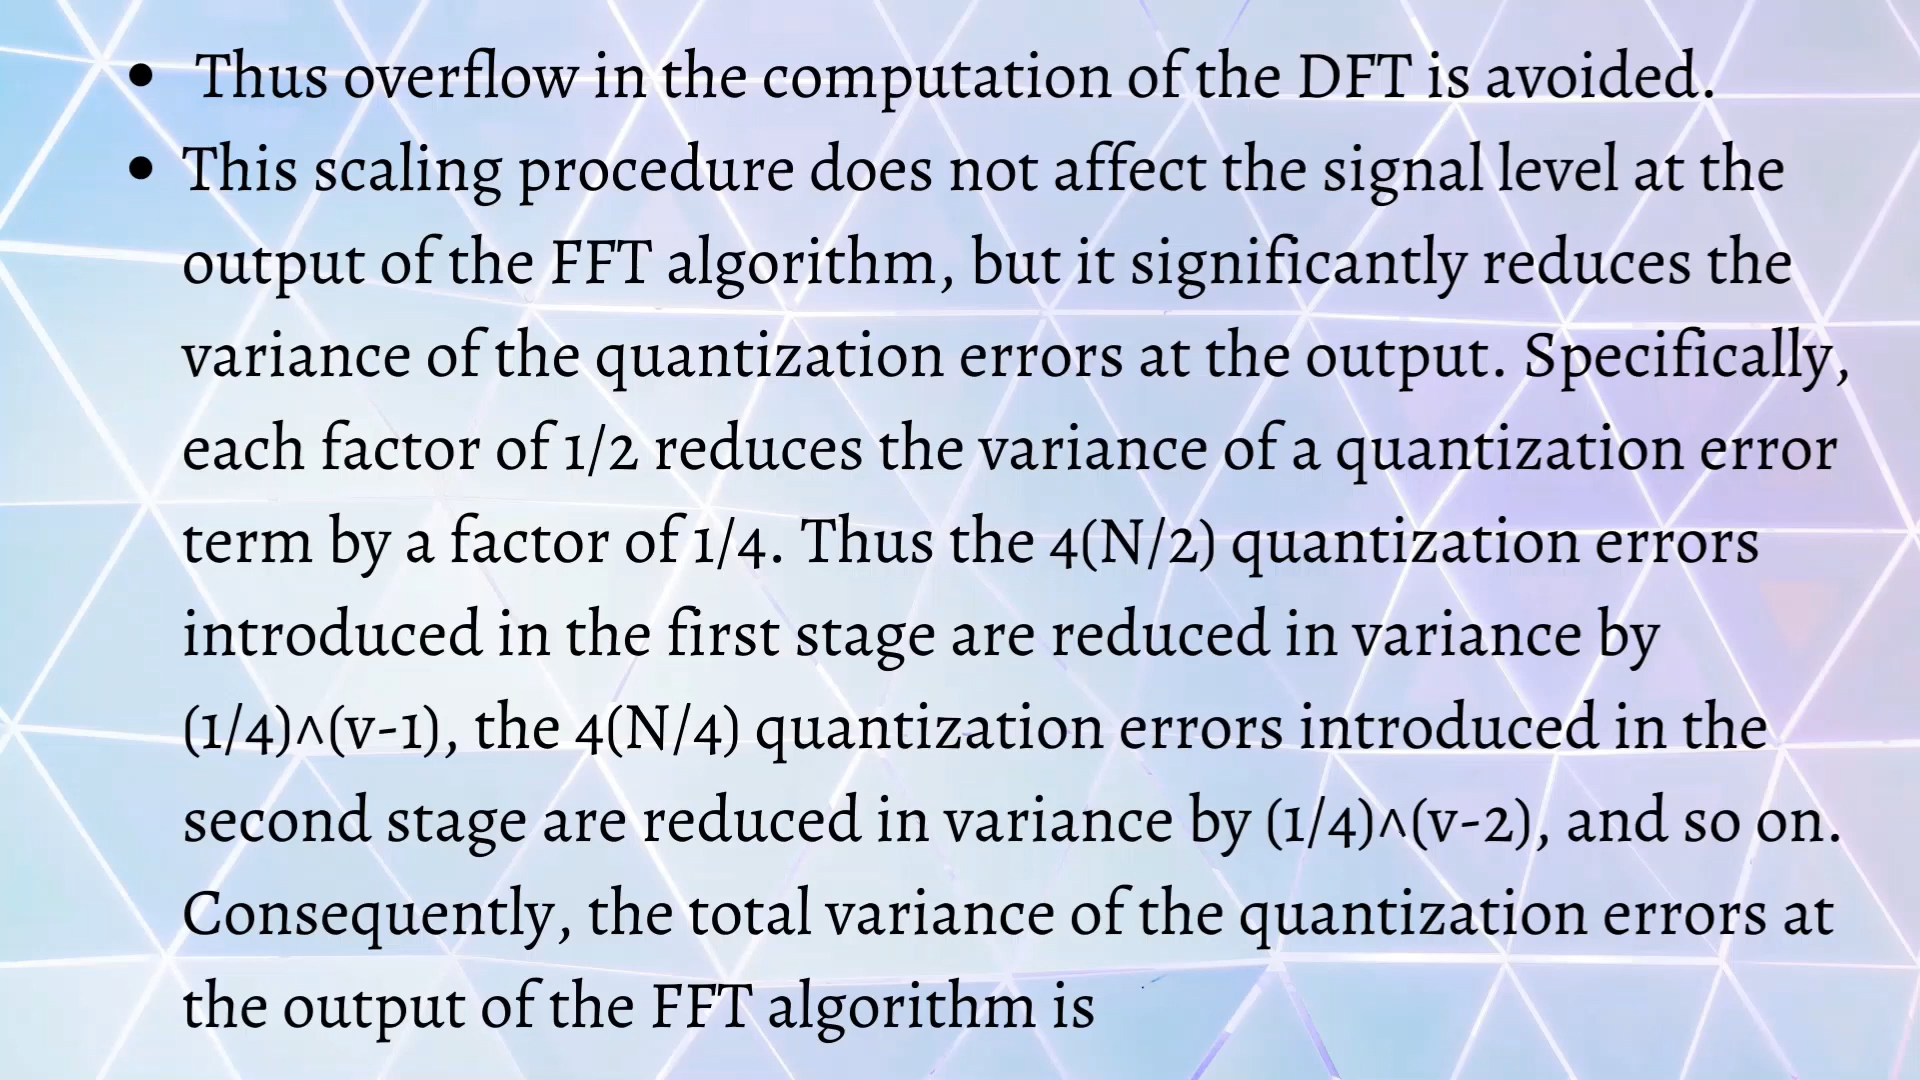 • Thus overflow in the computation of the DFT is avoided.
• This scaling procedure does not affect the signal level at the
output of the FFT algorithm, but it significantly reduces the
variance of the quantization errors at the output. Specifically,
each factor of 1/2 reduces the variance of a quantization error
term by a factor of 1/4. Thus the 4(N/2) quantization errors
introduced in the first stage are reduced in variance by
(1/4)^(v-1), the 4(N/4) quantization errors introduced in the
second stage are reduced in variance by (1/4)^(v-2), and so on.
Consequently, the total variance of the quantization errors at
the output of the FFT algorithm is